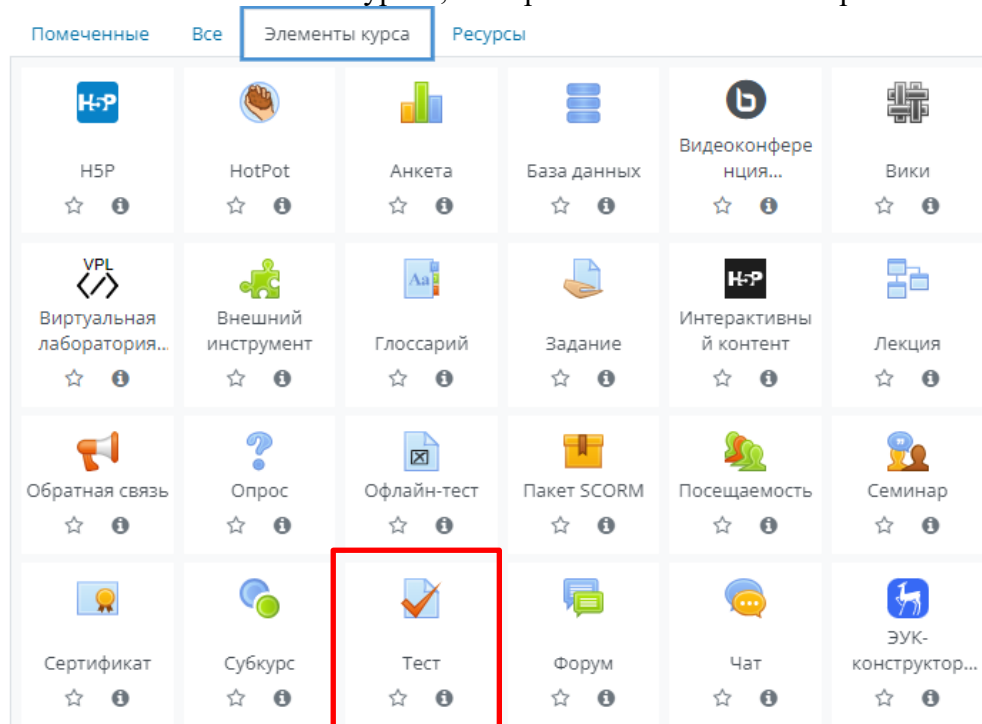 Помеченные Все Элементы курса Ресурсы
H5P
H5P HotPot Анкета База данных Видеоконфере
нция... Вики
VPL
Aa
H5P
Виртуальная
лаборатория... Внешний
инструмент Глоссарий Задание Интерактивны
й контент Лекция
Обратная связь Опрос Офлайн-тест Пакет SCORM Посещаемость Семинар
Сертификат Субкурс Тест Форум Чат ЭУК-
конструктор...